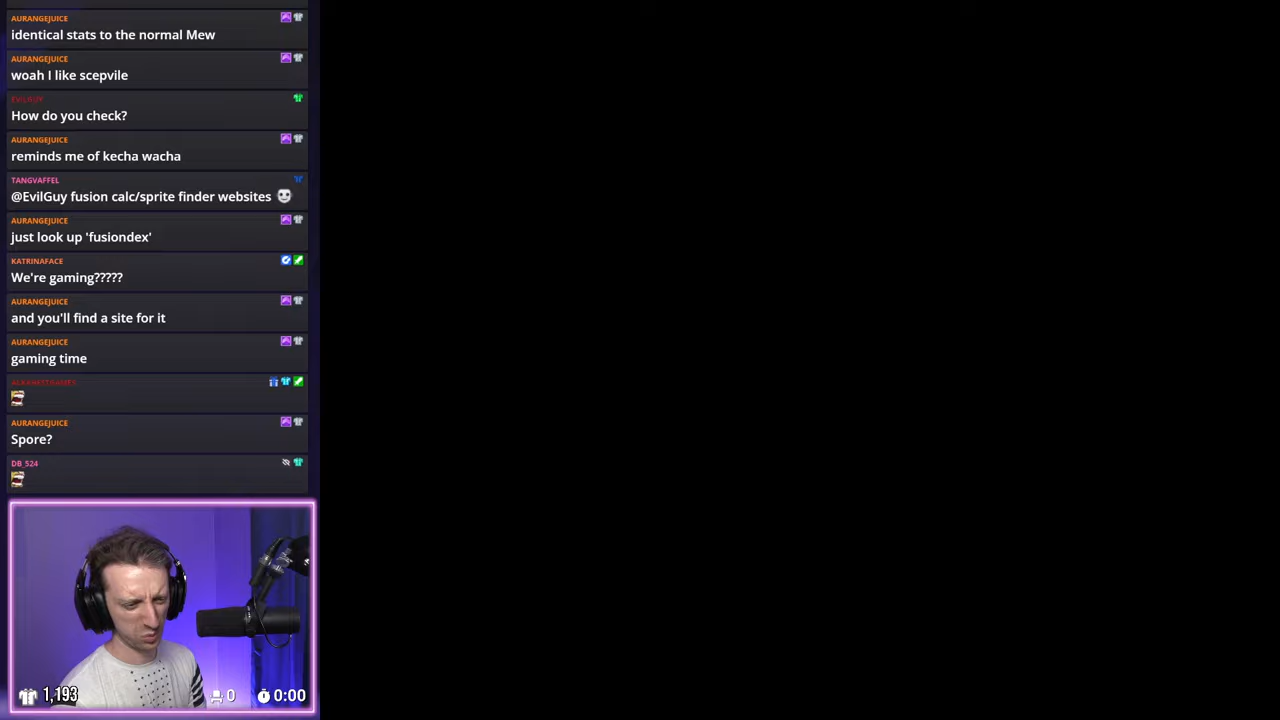 AURANGEJUICE
identical stats to the normal Mew
AURANGEJUICE
woah I like scepvile
EVILGUY
How do you check?
AURANGEJUICE
reminds me of kecha wacha
TANGVAFFEL
@EvilGuy fusion calc/sprite finder websites
AURANGEJUICE
just look up 'fusiondex'
KATRINAFACE
We're gaming?????
AURANGEJUICE
and you'll find a site for it
AURANGEJUICE
gaming time
AURANGEJUICE
Spore?
DB_524
1,193
0
0:00